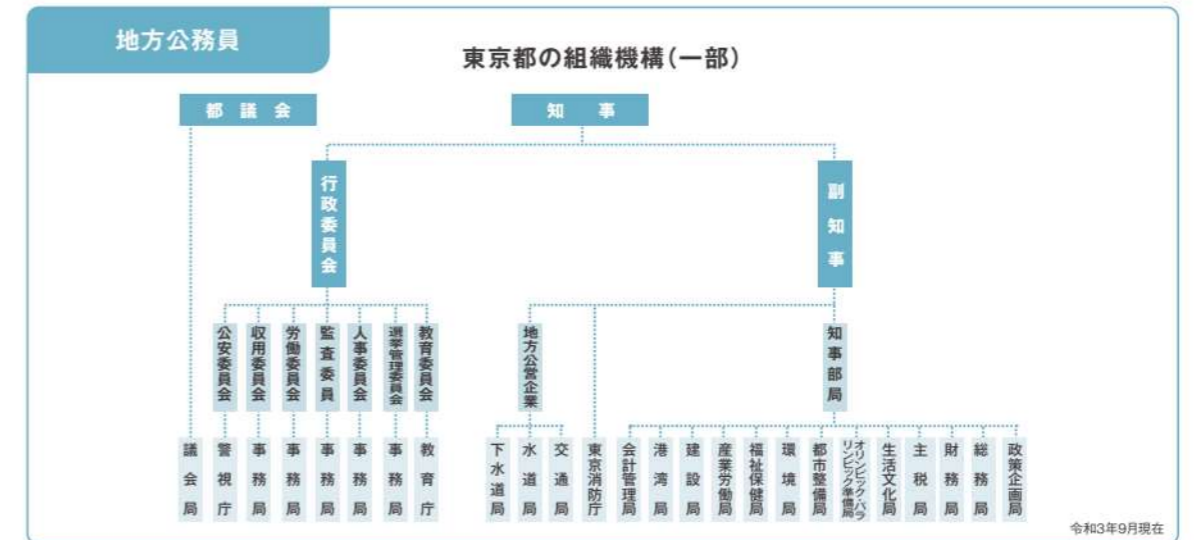 地方公務員
東京都の組織機構(一部)
都議会
知事
行政委員会
副知事
公安委員会
収用委員会
労働委員会
監査委員
人事委員会
選挙管理委員会
教育委員会
地方公営企業
知事部局
議会局
警視庁
事務局
事務局
事務局
事務局
事務局
教育庁
下水道局
水道局
交通局
東京消防庁
会計管理局
港湾局
建設局
産業労働局
福祉保健局
環境局
都市整備局
オリンピック・パラ
リンピック準備局
生活文化局
主税局
財務局
総務局
政策企画局
令和3年9月現在